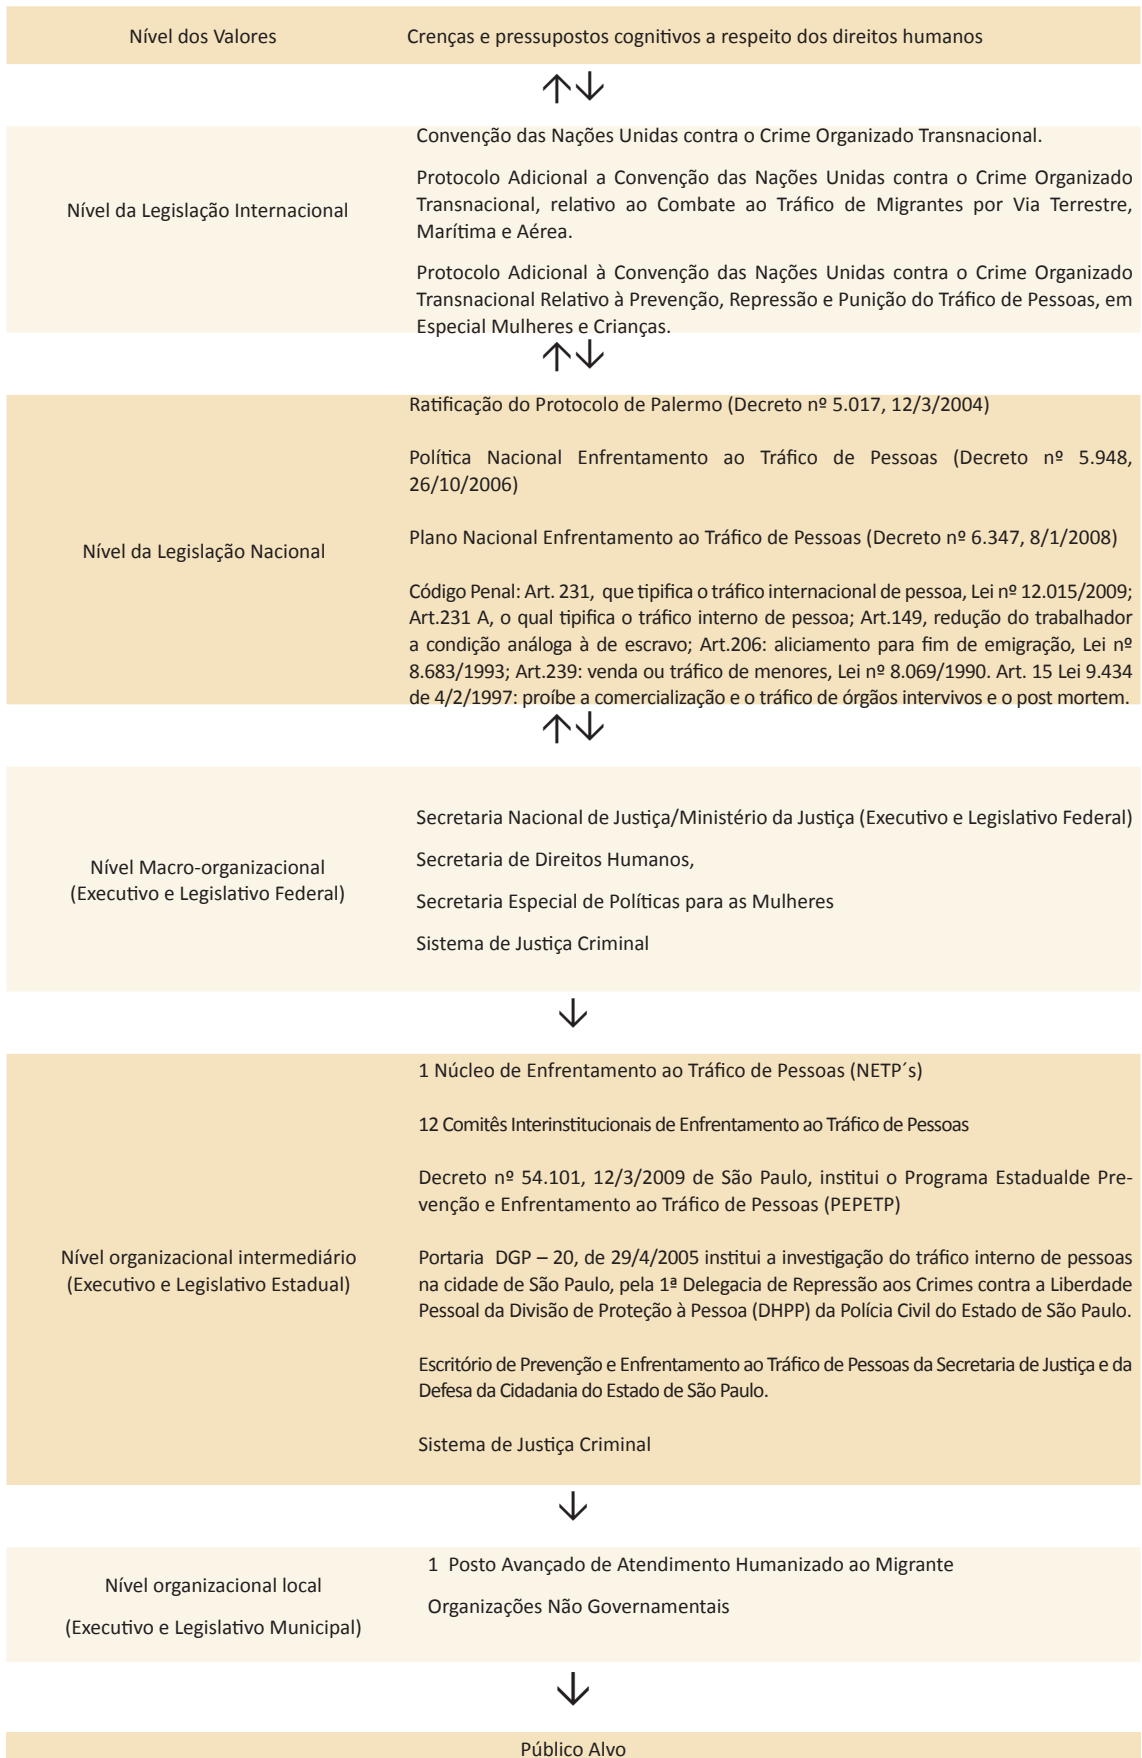 Nível dos Valores
Crenças e pressupostos cognitivos a respeito dos direitos humanos
↑↓
Nível da Legislação Internacional
Convenção das Nações Unidas contra o Crime Organizado Transnacional.
Protocolo Adicional a Convenção das Nações Unidas contra o Crime Organizado
Transnacional, relativo ao Combate ao Tráfico de Migrantes por Via Terrestre,
Marítima e Aérea.
Protocolo Adicional à Convenção das Nações Unidas contra o Crime Organizado
Transnacional Relativo à Prevenção, Repressão e Punição do Tráfico de Pessoas, em
Especial Mulheres e Crianças.
↑↓
Nível da Legislação Nacional
Ratificação do Protocolo de Palermo (Decreto nº 5.017, 12/3/2004)
Política Nacional Enfrentamento ao Tráfico de Pessoas (Decreto nº 5.948,
26/10/2006)
Plano Nacional Enfrentamento ao Tráfico de Pessoas (Decreto nº 6.347, 8/1/2008)
Código Penal: Art. 231, que tipifica o tráfico internacional de pessoa, Lei nº 12.015/2009;
Art.231 A, o qual tipifica o tráfico interno de pessoa; Art.149, redução do trabalhador
a condição análoga à de escravo; Art.206: aliciamento para fim de emigração, Lei nº
8.683/1993; Art.239: venda ou tráfico de menores, Lei nº 8.069/1990. Art. 15 Lei 9.434
de 4/2/1997: proíbe a comercialização e o tráfico de órgãos intervivos e o post mortem.
↑↓
Nível Macro-organizacional
(Executivo e Legislativo Federal)
Secretaria Nacional de Justiça/Ministério da Justiça (Executivo e Legislativo Federal)
Secretaria de Direitos Humanos,
Secretaria Especial de Políticas para as Mulheres
Sistema de Justiça Criminal
↓
Nível organizacional intermediário
(Executivo e Legislativo Estadual)
1 Núcleo de Enfrentamento ao Tráfico de Pessoas (NETP´s)
12 Comitês Interinstitucionais de Enfrentamento ao Tráfico de Pessoas
Decreto nº 54.101, 12/3/2009 de São Paulo, institui o Programa Estadualde Pre-
venção e Enfrentamento ao Tráfico de Pessoas (PEPETP)
Portaria DGP – 20, de 29/4/2005 institui a investigação do tráfico interno de pessoas
na cidade de São Paulo, pela 1ª Delegacia de Repressão aos Crimes contra a Liberdade
Pessoal da Divisão de Proteção à Pessoa (DHPP) da Polícia Civil do Estado de São Paulo.
Escritório de Prevenção e Enfrentamento ao Tráfico de Pessoas da Secretaria de Justiça e da
Defesa da Cidadania do Estado de São Paulo.
Sistema de Justiça Criminal
↓
Nível organizacional local
(Executivo e Legislativo Municipal)
1 Posto Avançado de Atendimento Humanizado ao Migrante
Organizações Não Governamentais
↓
Público Alvo